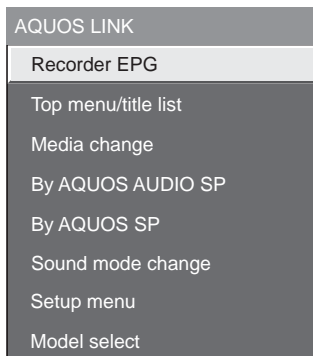 AQUOS LINK
Recorder EPG
Top menu/title list
Media change
By AQUOS AUDIO SP
By AQUOS SP
Sound mode change
Setup menu
Model select